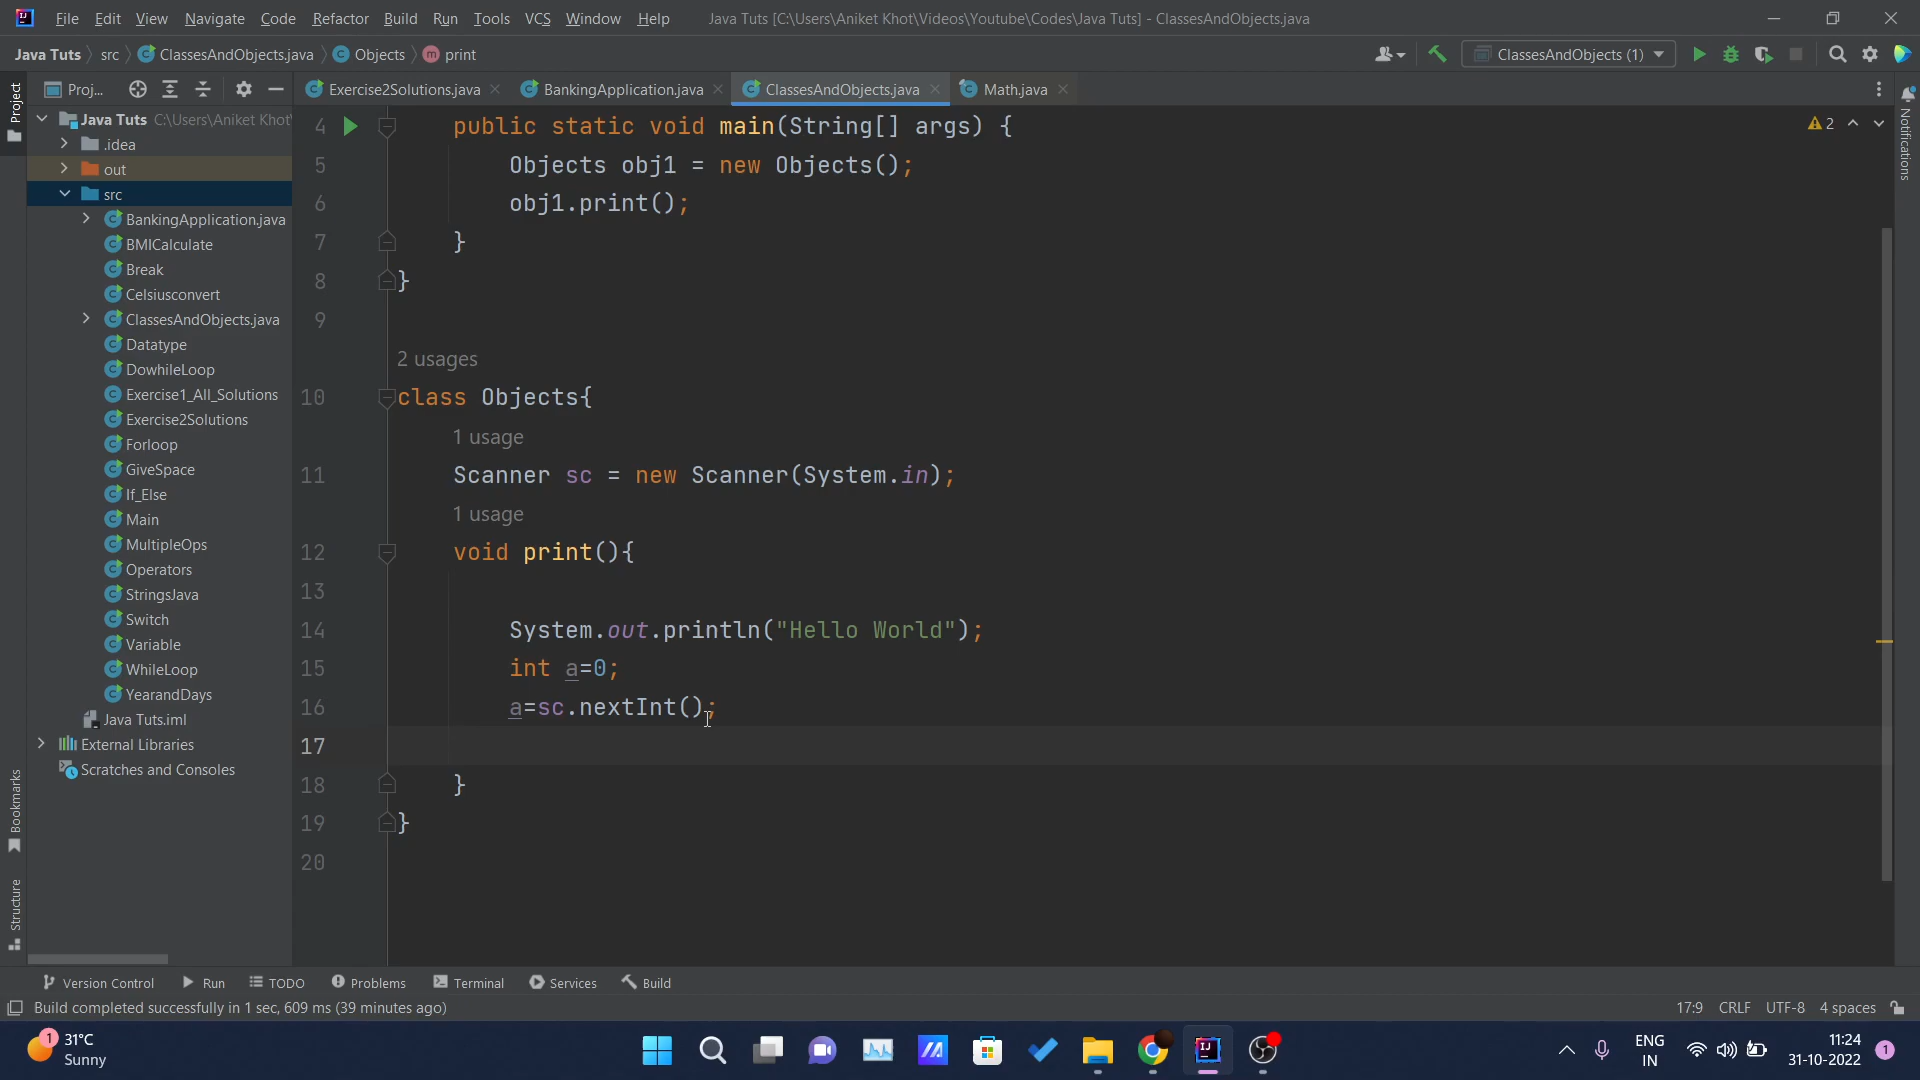 File Edit View Navigate Code Refactor Build Run Tools VCS Window Help Java Tuts [C:\Users\Aniket Khot\Videos\Youtube\Codes\Java Tuts] - ClassesAndObjects.java
Java Tuts src ClassesAndObjects.java Objects print ClassesAndObjects (1)
Proj... Exercise2Solutions.java BankingApplication.java ClassesAndObjects.java Math.java
Project
Notifications
Java Tuts C:\Users\Aniket Khot\
.idea
out
src
BankingApplication.java
BMICalculate
Break
Celsiusconvert
ClassesAndObjects.java
Datatype
DowhileLoop
Exercise1_All_Solutions
Exercise2Solutions
Forloop
GiveSpace
If_Else
Main
MultipleOps
Operators
StringsJava
Switch
Variable
WhileLoop
YearandDays
Java Tuts.iml
External Libraries
Scratches and Consoles
Bookmarks
Structure
2
4 public static void main(String[] args) {
5 Objects obj1 = new Objects();
6 obj1.print();
7 }
8 }
9
2 usages
10 class Objects{
1 usage
11 Scanner sc = new Scanner(System.in);
1 usage
12 void print(){
13
14 System.out.println("Hello World");
15 int a=0;
16 a=sc.nextInt();
17
18 }
19 }
20
Version Control Run TODO Problems Terminal Services Build
Build completed successfully in 1 sec, 609 ms (39 minutes ago) 17:9 CRLF UTF-8 4 spaces
1 31°C
Sunny
ENG
IN
11:24
31-10-2022
1